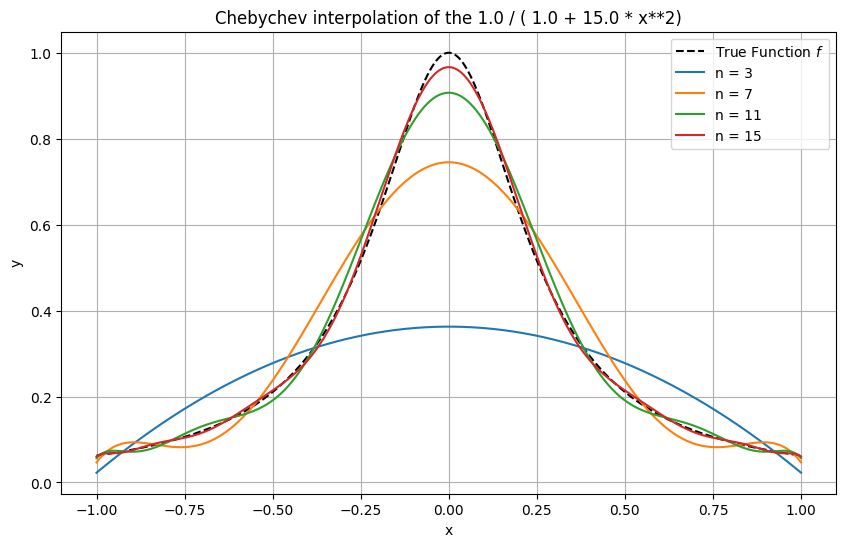 Chebychev interpolation of the 1.0 / ( 1.0 + 15.0 * x**2)
True Function f
n = 3
n = 7
n = 11
n = 15
y
1.0
0.8
0.6
0.4
0.2
0.0
−1.00 −0.75 −0.50 −0.25 0.00 0.25 0.50 0.75 1.00
x